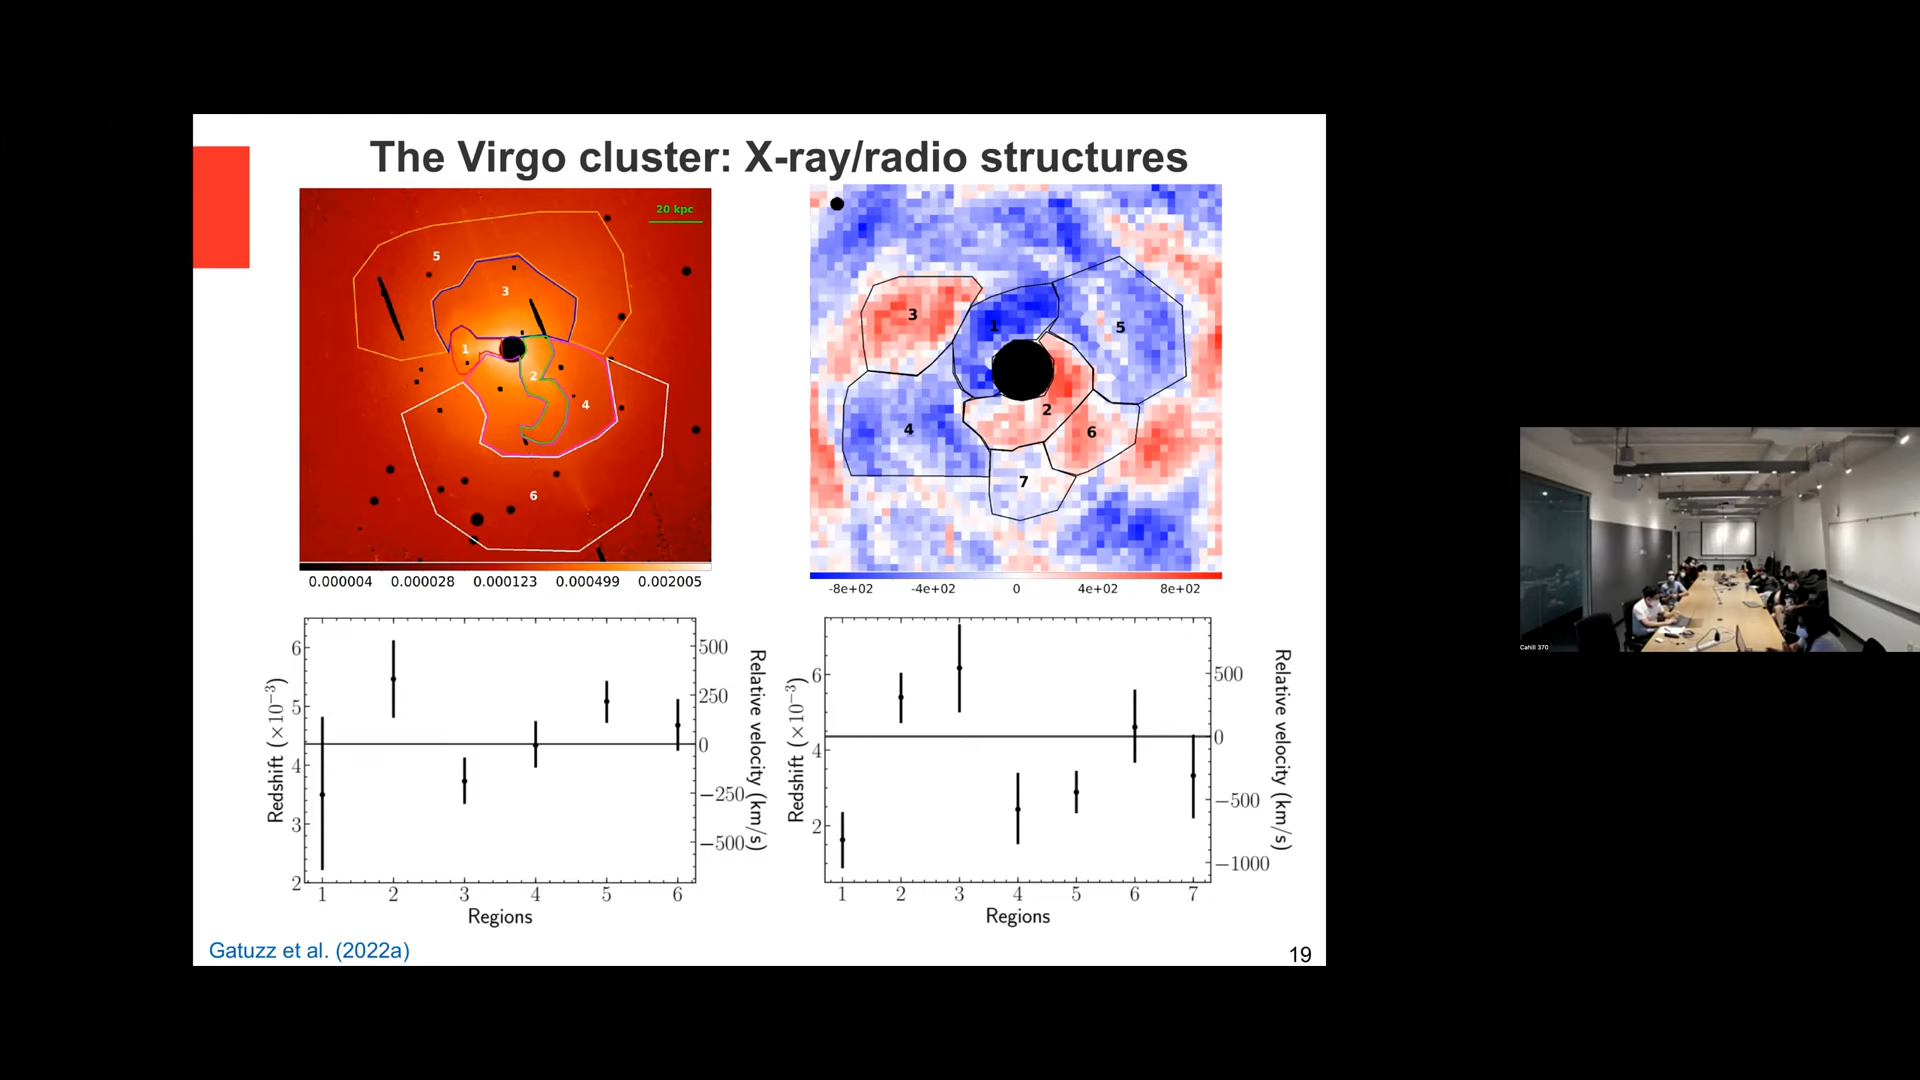 The Virgo cluster: X-ray/radio structures
20 kpc
5
3
1
2
4
6
0.000004 0.000028 0.000123 0.000499 0.002005
3
1
5
2
4
6
7
-8e+02 -4e+02 0 4e+02 8e+02
Redshift (×10⁻³)
6
5
4
3
2
500
250
0
−250
−500
Relative velocity (km/s)
1 2 3 4 5 6
Regions
Redshift (×10⁻³)
6
4
2
500
0
−500
−1000
Relative velocity (km/s)
1 2 3 4 5 6 7
Regions
Gatuzz et al. (2022a)
19
Cahill 370